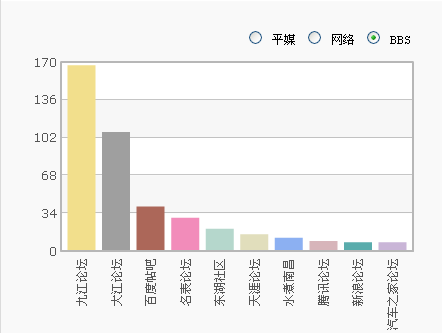 平媒 网络 BBS
170
136
102
68
34
0
九江论坛
大江论坛
百度帖吧
名表论坛
东湖社区
天涯论坛
水煮南昌
腾讯论坛
新浪论坛
汽车之家论坛